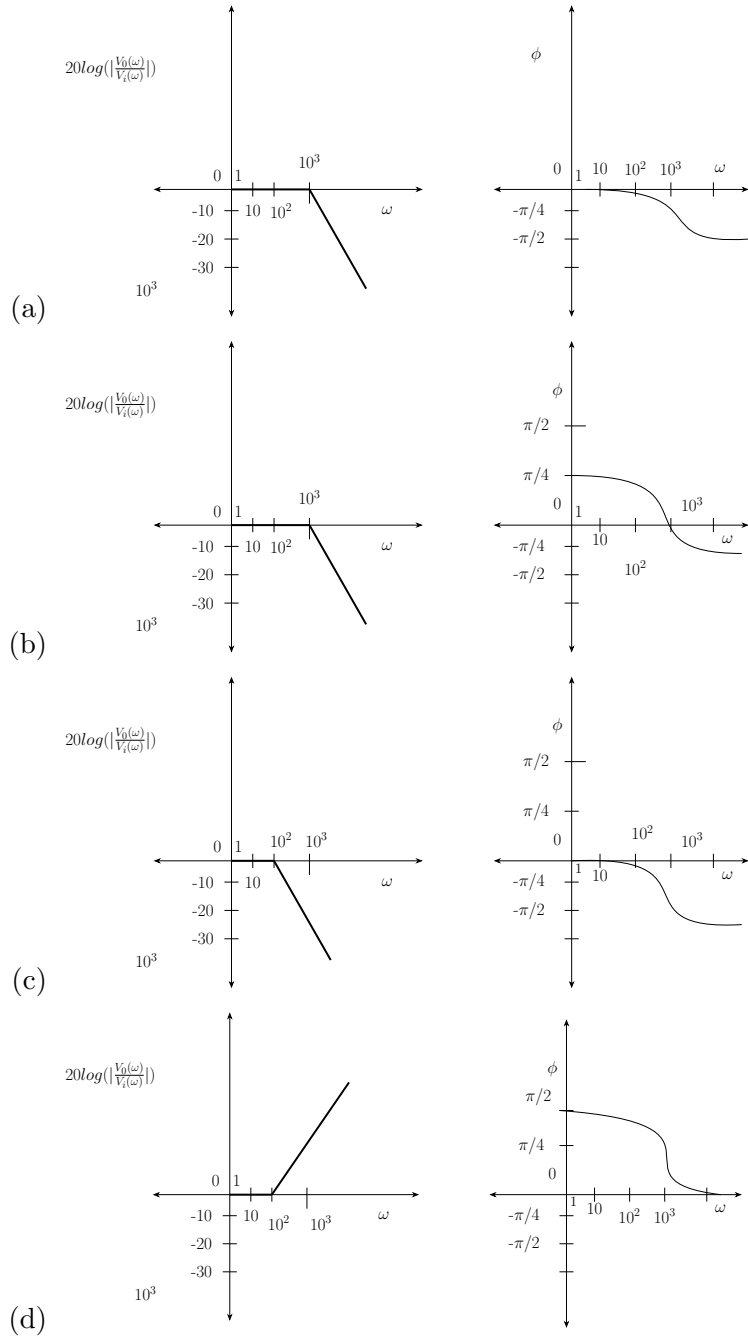 20log(|V₀(ω)/Vᵢ(ω)|)
ϕ
10³
0 1
10 10² ω
-10
-20
-30
10³
0 1 10 10² 10³ ω
-π/4
-π/2
(a)
20log(|V₀(ω)/Vᵢ(ω)|)
ϕ
π/2
π/4
10³
0 1
10 10² ω
-10
-20
-30
10³
0 1 10³
10 10² ω
-π/4
-π/2
(b)
20log(|V₀(ω)/Vᵢ(ω)|)
ϕ
π/2
π/4
0 1 10² 10³
10 ω
-10
-20
-30
10³
0 10² 10³
1 10 ω
-π/4
-π/2
(c)
20log(|V₀(ω)/Vᵢ(ω)|)
ϕ
π/2
π/4
0 1
10 10² 10³ ω
-10
-20
-30
10³
0
1 10 10² 10³ ω
-π/4
-π/2
(d)